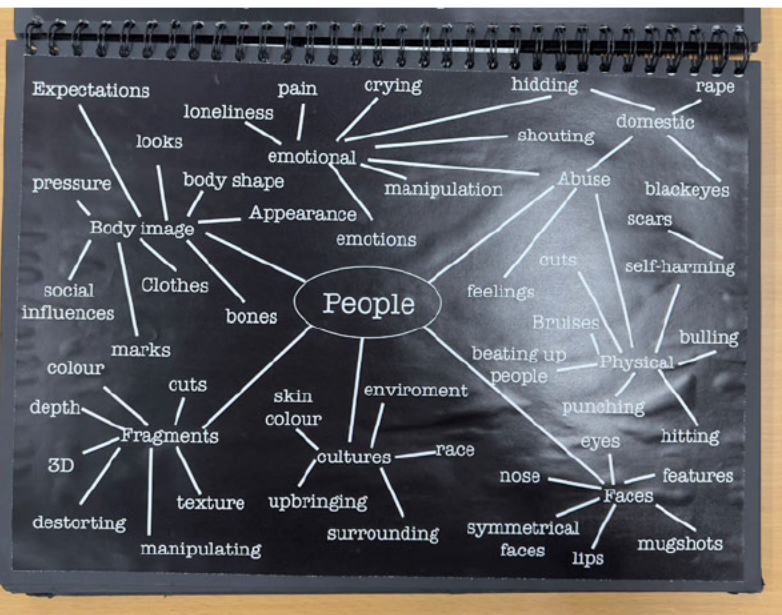 Expectations
pain
crying
hidding
rape
loneliness
domestic
looks
emotional
shouting
pressure
body shape
manipulation
Abuse
blackeyes
Body image
Appearance
emotions
scars
social
influences
Clothes
bones
feelings
cuts
self-harming
People
marks
Bruises
beating up
people
Physical
bulling
punching
hitting
colour
cuts
depth
Fragments
3D
texture
destorting
manipulating
skin
colour
enviroment
cultures
race
upbringing
surrounding
eyes
nose
features
Faces
symmetrical
faces
lips
mugshots